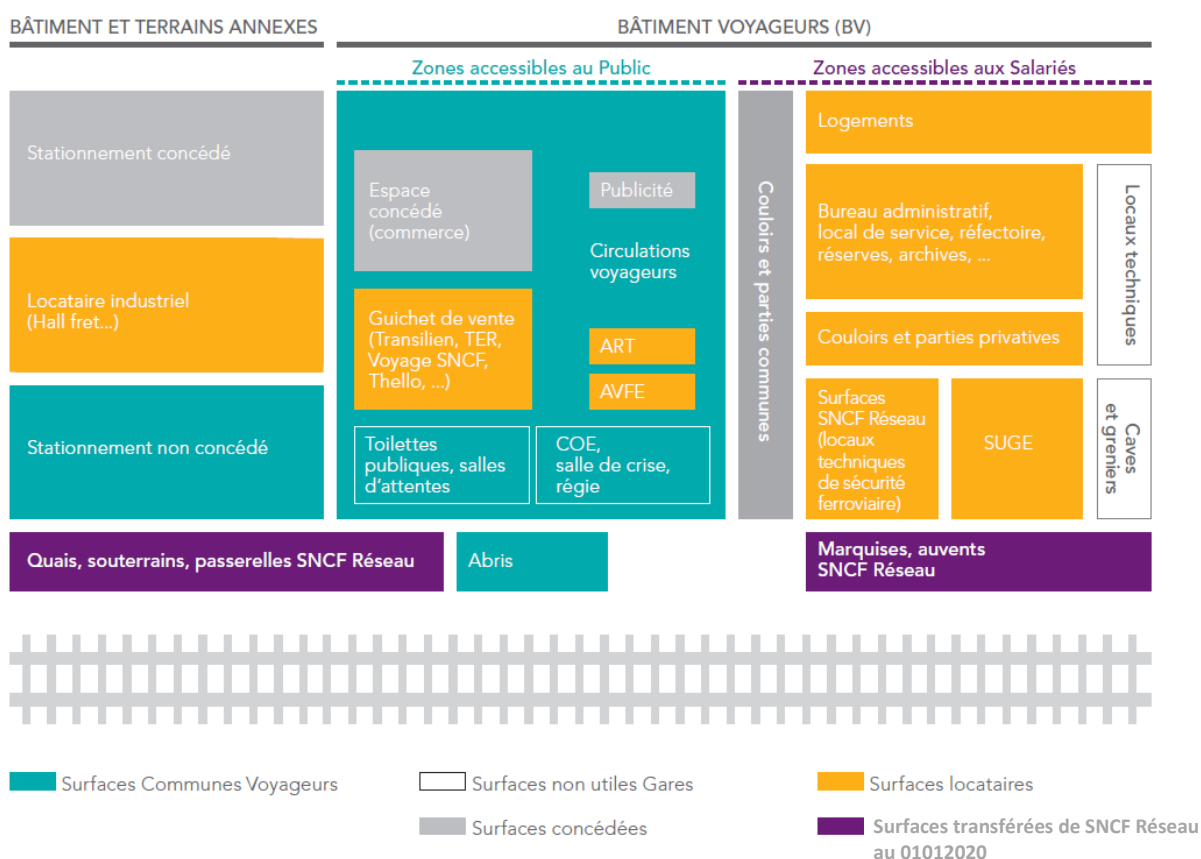 BÂTIMENT ET TERRAINS ANNEXES
BÂTIMENT VOYAGEURS (BV)
Zones accessibles au Public
Zones accessibles aux Salariés
Stationnement concédé
Locataire industriel
(Hall fret...)
Stationnement non concédé
Espace
concédé
(commerce)
Publicité
Circulations
voyageurs
Guichet de vente
(Transilien, TER,
Voyage SNCF,
Thello, ...)
ART
AVFE
Toilettes
publiques, salles
d'attentes
COE,
salle de crise,
régie
Couloirs et parties communes
Logements
Bureau administratif,
local de service, réfectoire,
réserves, archives, ...
Couloirs et parties privatives
Locaux techniques
Surfaces
SNCF Réseau
(locaux
techniques
de sécurité
ferroviaire)
SUGE
Caves
et greniers
Quais, souterrains, passerelles SNCF Réseau
Abris
Marquises, auvents
SNCF Réseau
Surfaces Communes Voyageurs
Surfaces non utiles Gares
Surfaces locataires
Surfaces concédées
Surfaces transférées de SNCF Réseau
au 01012020